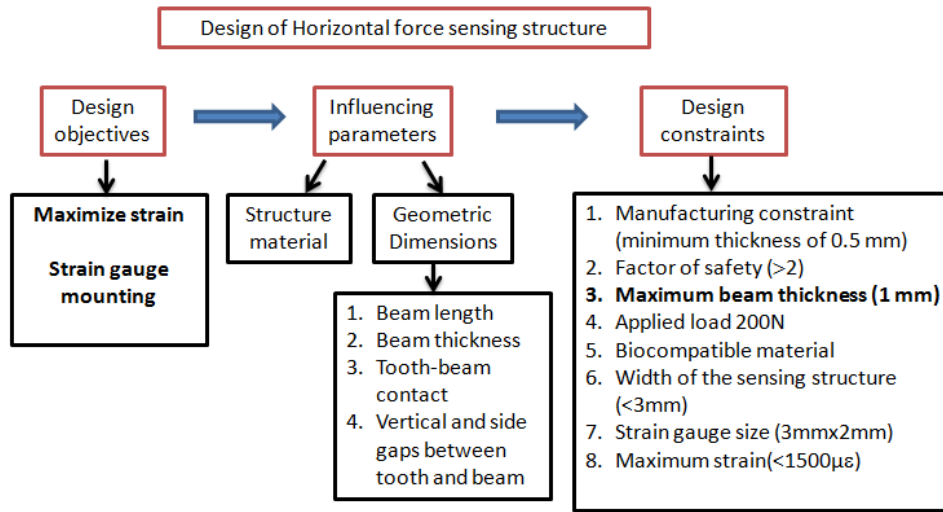 Design of Horizontal force sensing structure
Design
objectives
Influencing
parameters
Design
constraints
Maximize strain
Strain gauge
mounting
Structure
material
Geometric
Dimensions
1. Beam length
2. Beam thickness
3. Tooth-beam
contact
4. Vertical and side
gaps between
tooth and beam
1. Manufacturing constraint
(minimum thickness of 0.5 mm)
2. Factor of safety (>2)
3. Maximum beam thickness (1 mm)
4. Applied load 200N
5. Biocompatible material
6. Width of the sensing structure
(<3mm)
7. Strain gauge size (3mmx2mm)
8. Maximum strain(<1500με)